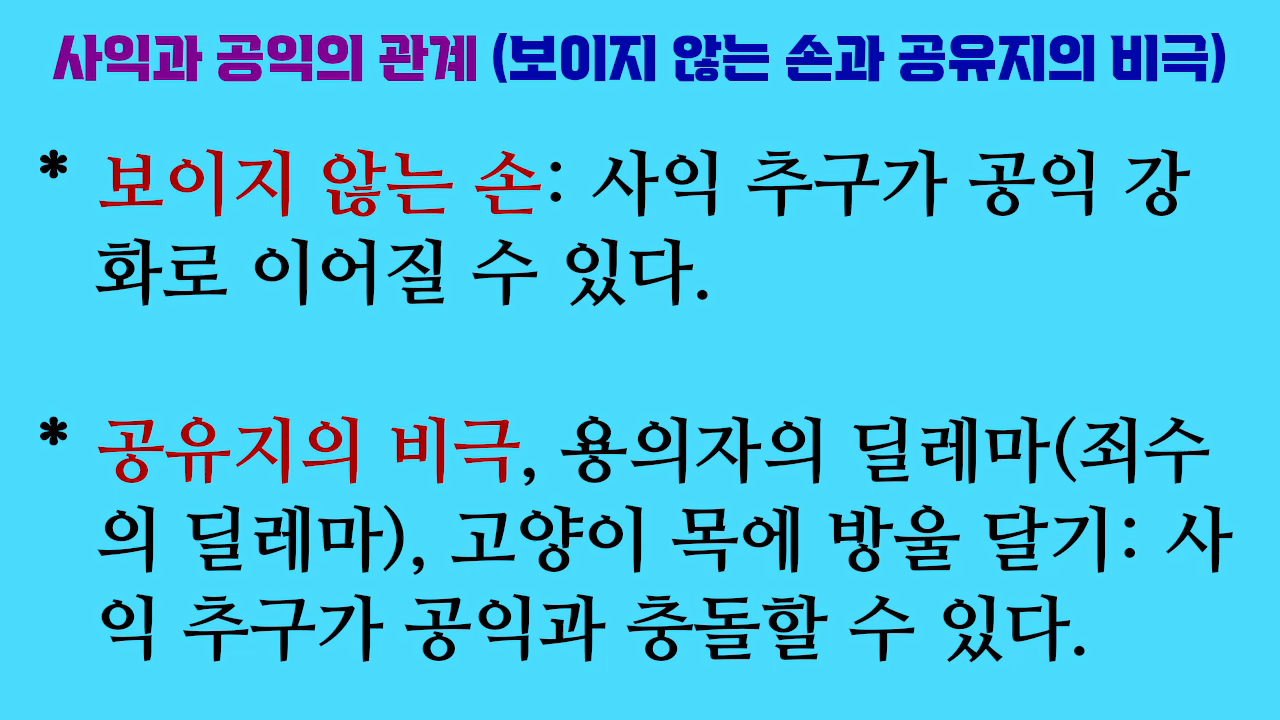 사익과 공익의 관계 (보이지 않는 손과 공유지의 비극)
* 보이지 않는 손: 사익 추구가 공익 강
화로 이어질 수 있다.
* 공유지의 비극, 용의자의 딜레마(죄수
의 딜레마), 고양이 목에 방울 달기: 사
익 추구가 공익과 충돌할 수 있다.